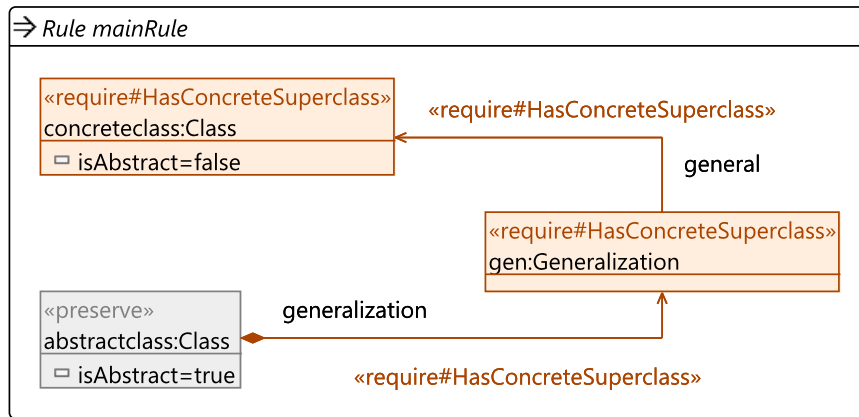 Rule mainRule
«require#HasConcreteSuperclass»
concreteclass:Class
isAbstract=false
«require#HasConcreteSuperclass»
general
«require#HasConcreteSuperclass»
gen:Generalization
«preserve»
abstractclass:Class
isAbstract=true
generalization
«require#HasConcreteSuperclass»